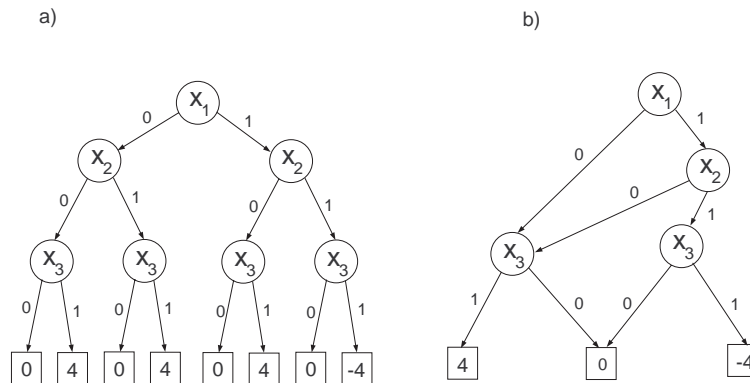 a)
b)
X1
0 1
X2 X2
0 1 0 1
X3 X3 X3 X3
0 1 0 1 0 1 0 1
0 4 0 4 0 4 0 -4
X1
0 1
X2
0 1
X3 X3
1 0 0 1
4 0 -4